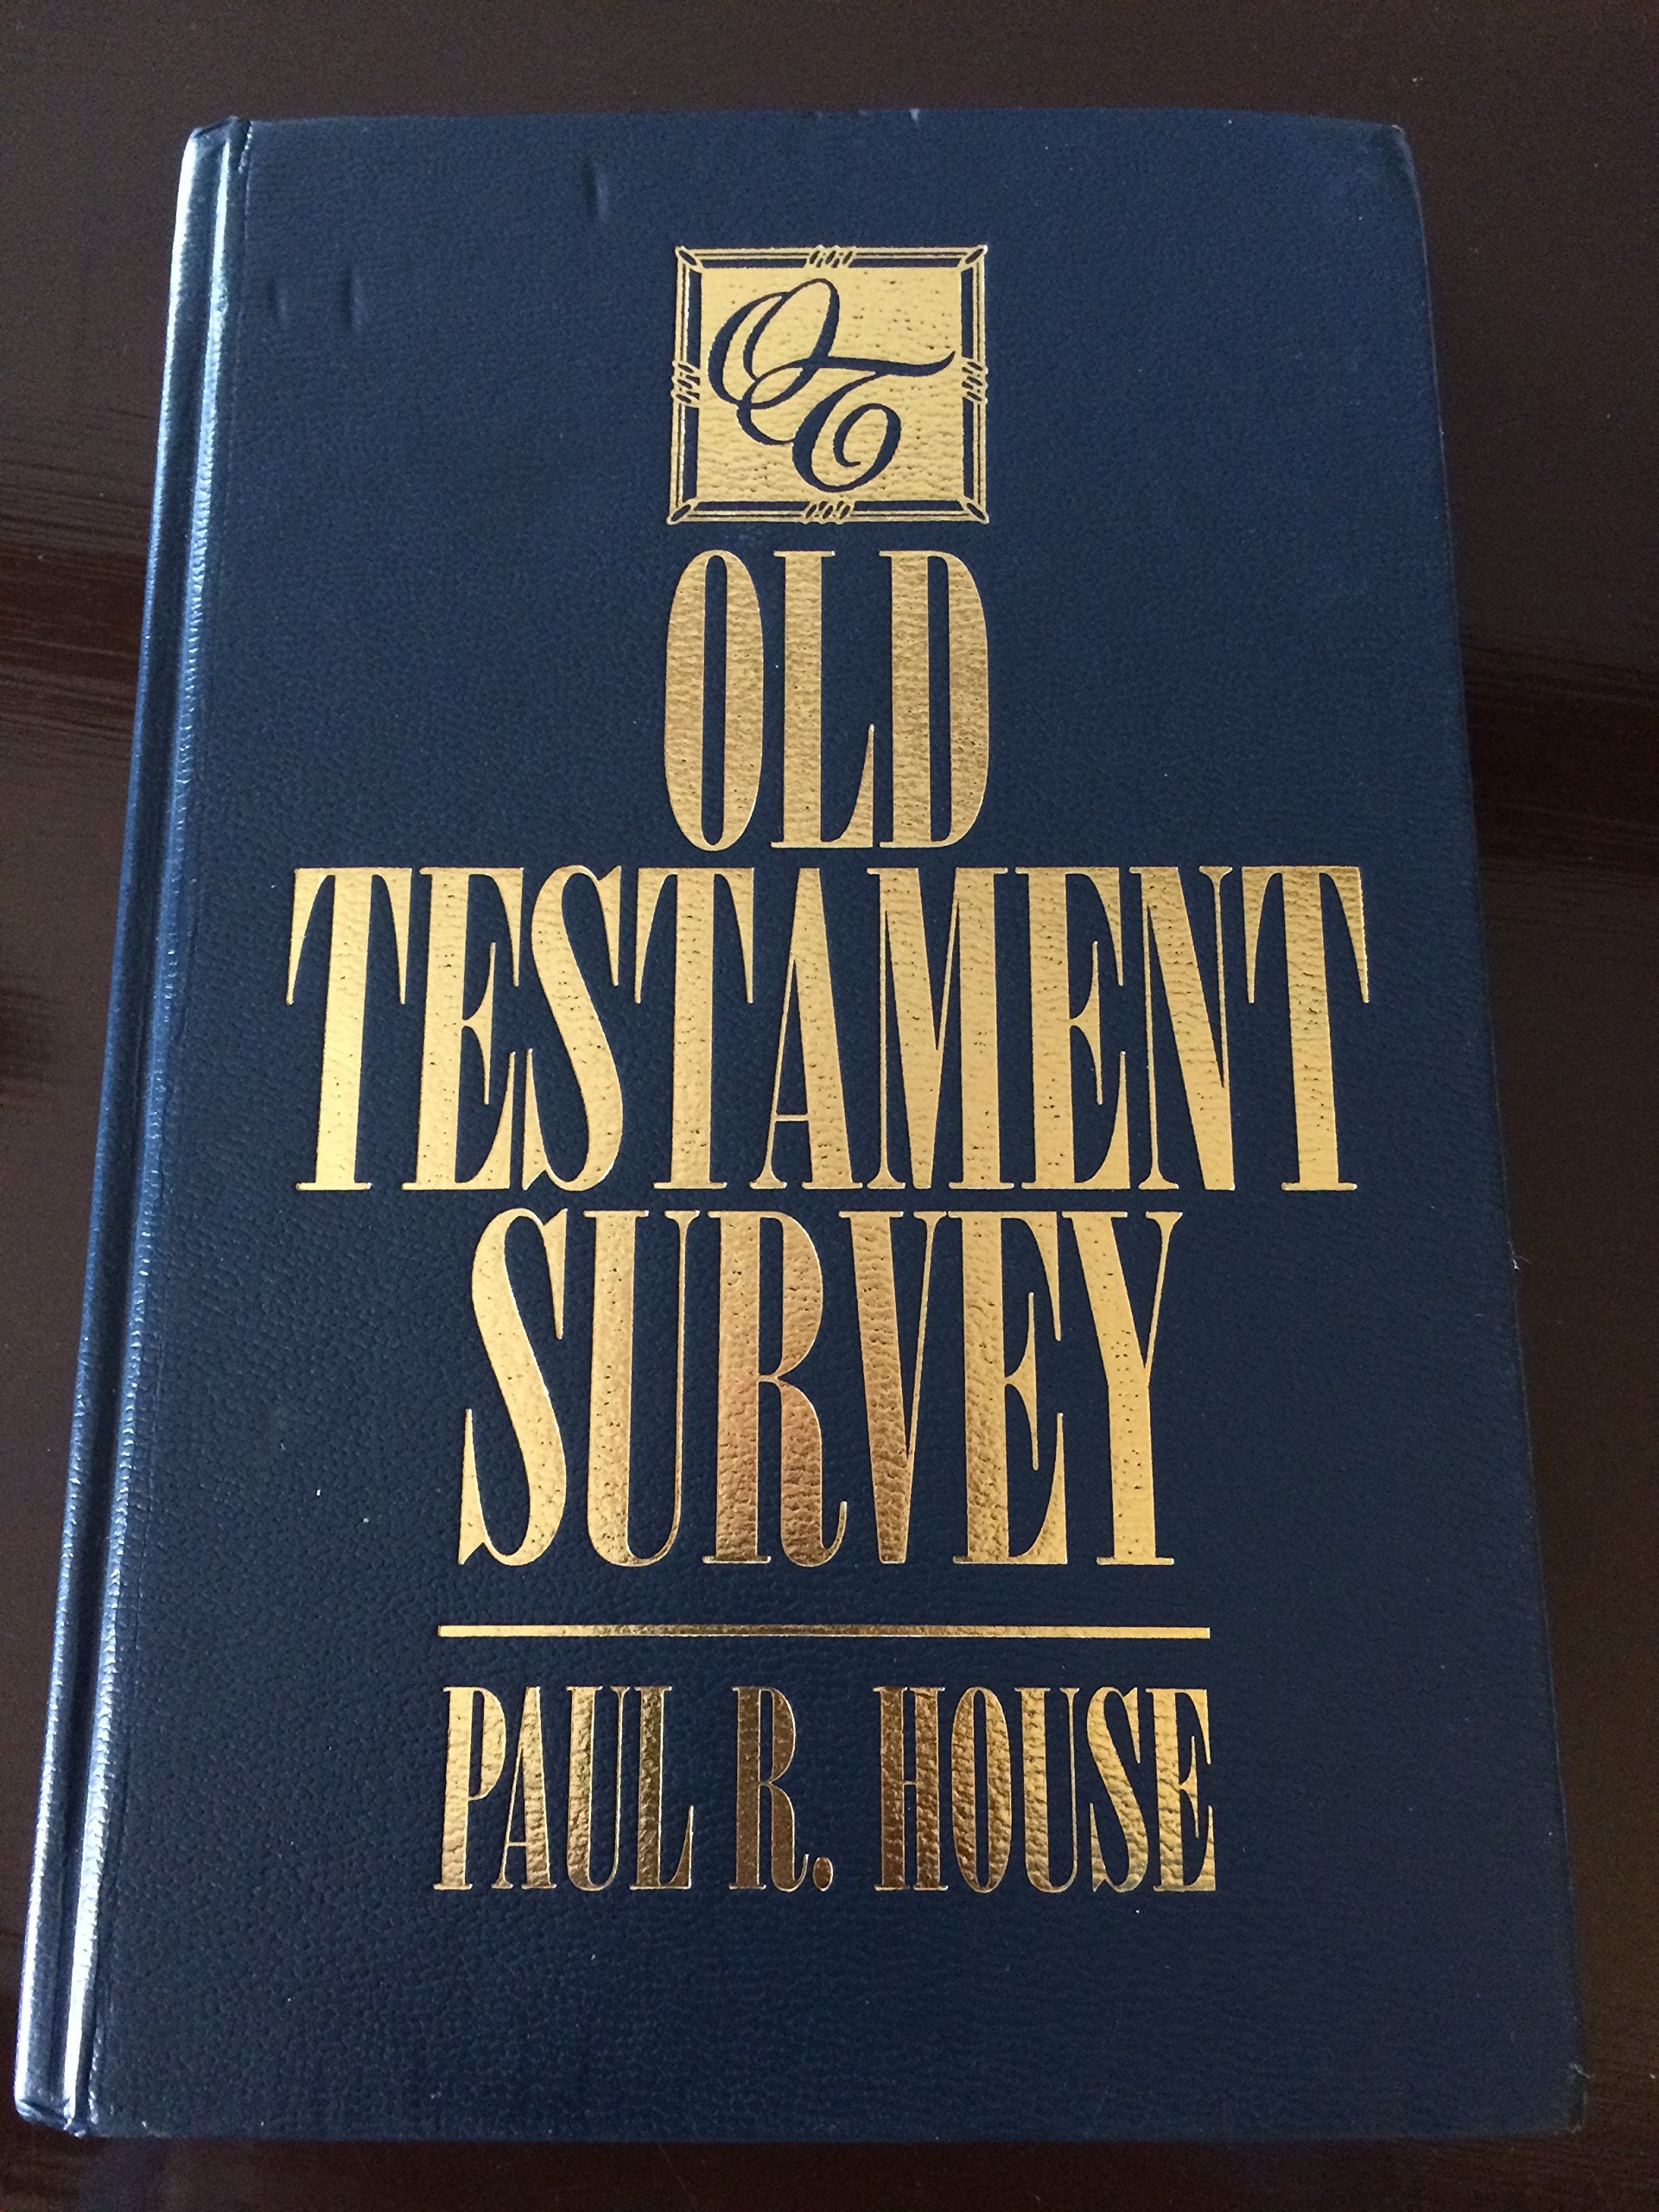 OT
OLD
TESTAMENT
SURVEY
PAUL R. HOUSE